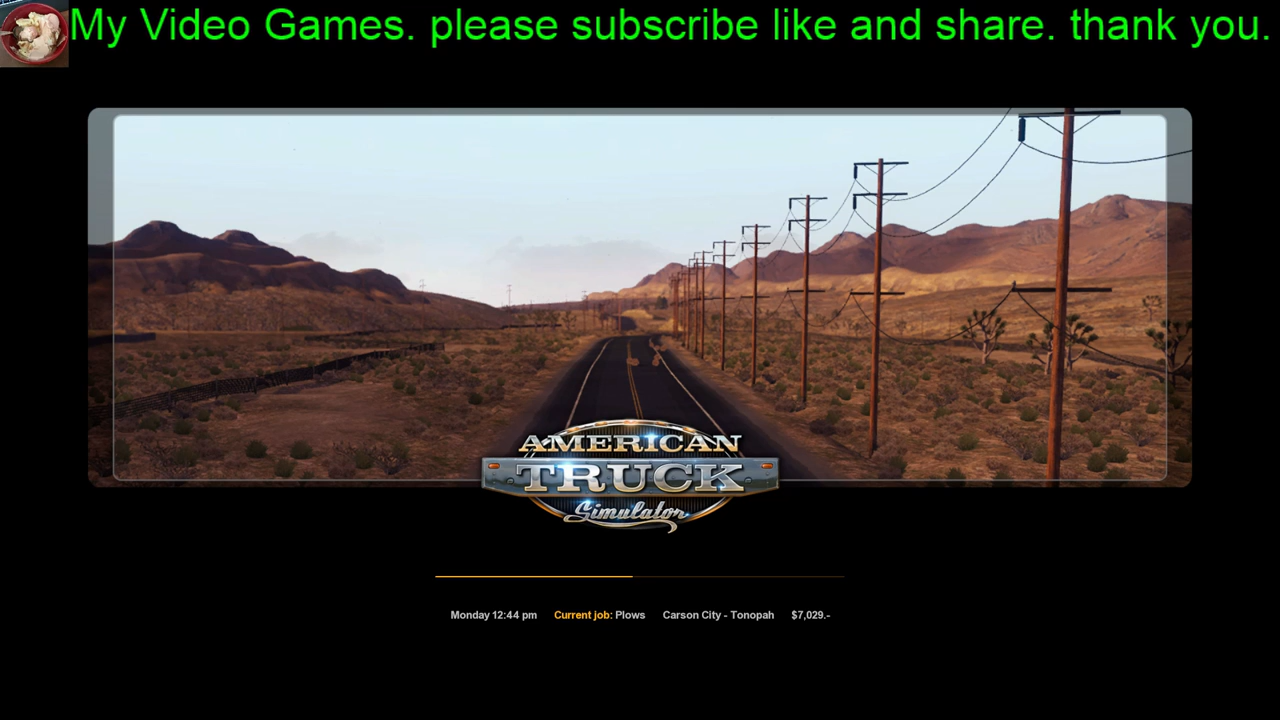 My Video Games. please subscribe like and share. thank you.
AMERICAN
TRUCK
Simulator
Monday 12:44 pm Current job: Plows Carson City - Tonopah $7,029.-